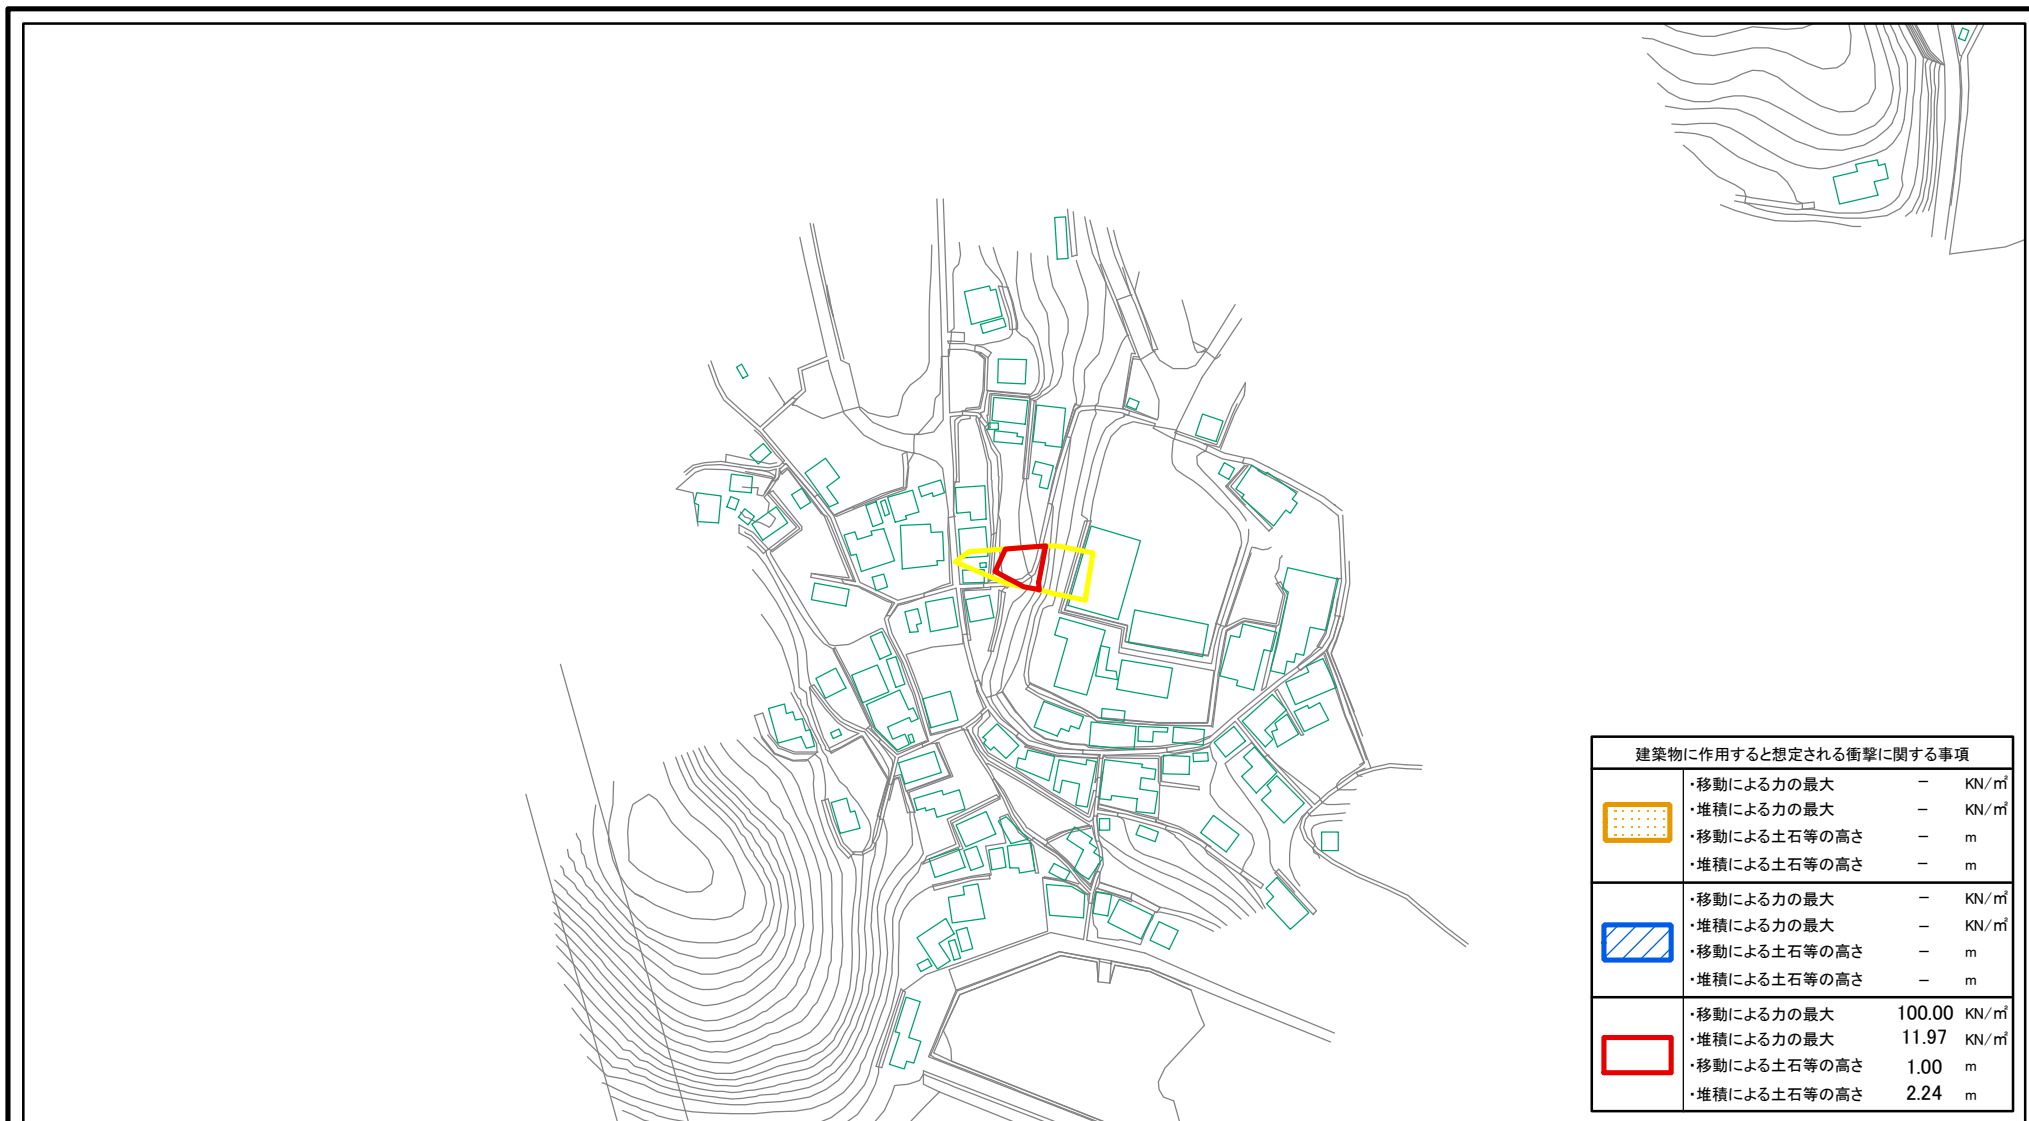 建築物に作用すると想定される衝撃に関する事項
・移動による力の最大 － KN/㎡
・堆積による力の最大 － KN/㎡
・移動による土石等の高さ － m
・堆積による土石等の高さ － m
・移動による力の最大 － KN/㎡
・堆積による力の最大 － KN/㎡
・移動による土石等の高さ － m
・堆積による土石等の高さ － m
・移動による力の最大 100.00 KN/㎡
・堆積による力の最大 11.97 KN/㎡
・移動による土石等の高さ 1.00 m
・堆積による土石等の高さ 2.24 m